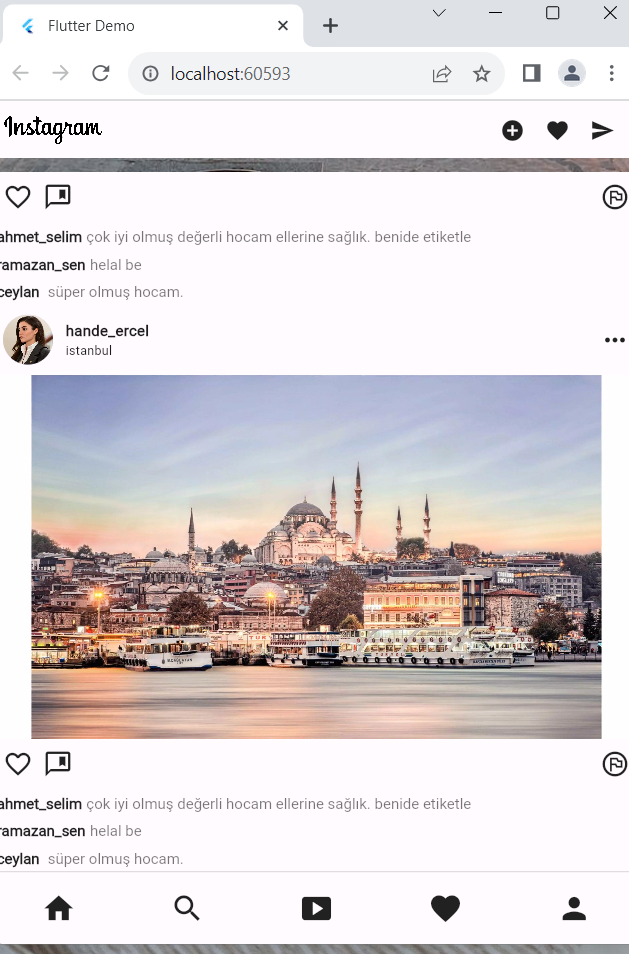 Flutter Demo
localhost:60593
Instagram
ahmet_selim çok iyi olmuş değerli hocam ellerine sağlık. benide etiketle
ramazan_sen helal be
ceylan süper olmuş hocam.
hande_ercel
istanbul
ahmet_selim çok iyi olmuş değerli hocam ellerine sağlık. benide etiketle
ramazan_sen helal be
ceylan süper olmuş hocam.